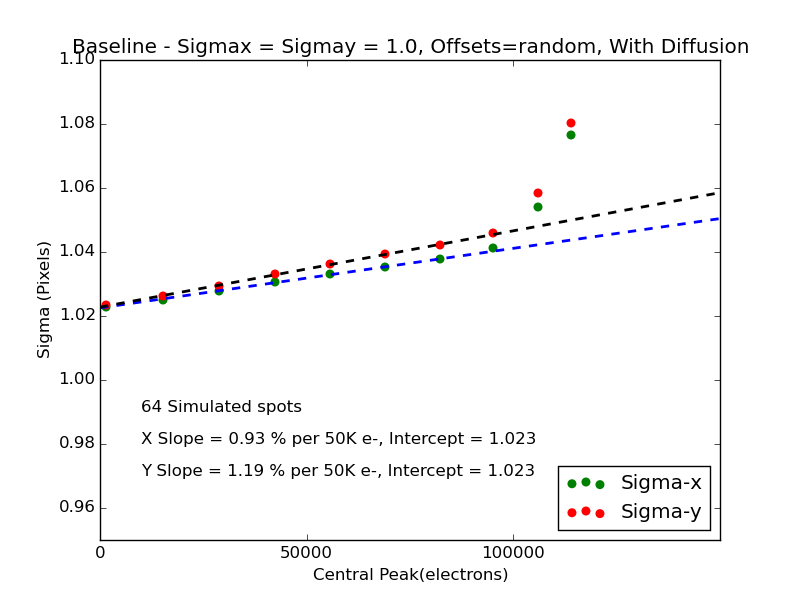 Baseline - Sigmax = Sigmay = 1.0, Offsets=random, With Diffusion
1.10
1.08
1.06
1.04
1.02
1.00
0.98
0.96
Sigma (Pixels)
64 Simulated spots
X Slope = 0.93 % per 50K e-, Intercept = 1.023
Y Slope = 1.19 % per 50K e-, Intercept = 1.023
Sigma-x
Sigma-y
0
50000
100000
Central Peak(electrons)